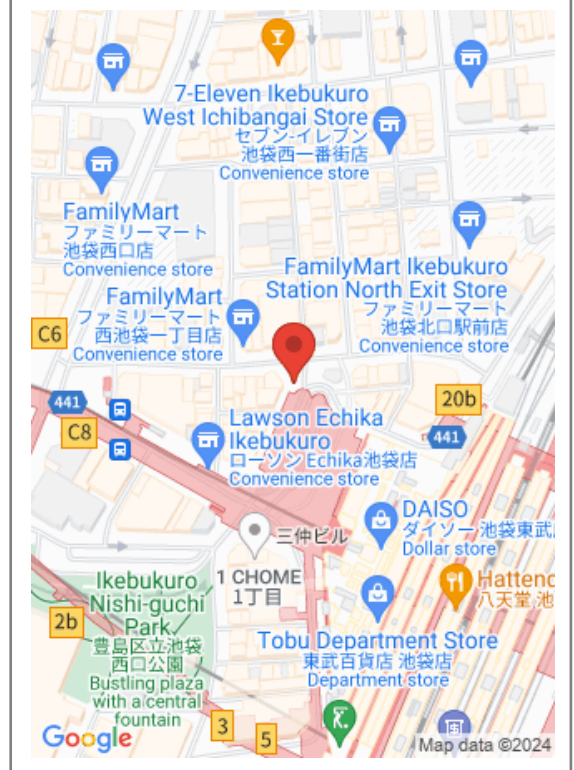 7-Eleven Ikebukuro
West Ichibangai Store
セブン-イレブン
池袋西一番街店
Convenience store
FamilyMart
ファミリーマート
池袋西口店
Convenience store
FamilyMart Ikebukuro
Station North Exit Store
ファミリーマート
池袋北口駅前店
Convenience store
FamilyMart
ファミリーマート
西池袋一丁目店
Convenience store
C6
441
C8
20b
441
Lawson Echika
Ikebukuro
ローソン Echika池袋店
Convenience store
DAISO
ダイソー 池袋東武
Dollar store
三仲ビル
1 CHOME
1丁目
Hattend
八天堂 池
Ikebukuro
Nishi-guchi
Park
豊島区立池袋
西口公園
Bustling plaza
with a central
fountain
2b
Tobu Department Store
東武百貨店 池袋店
Department store
3
5
Google
Map data ©2024